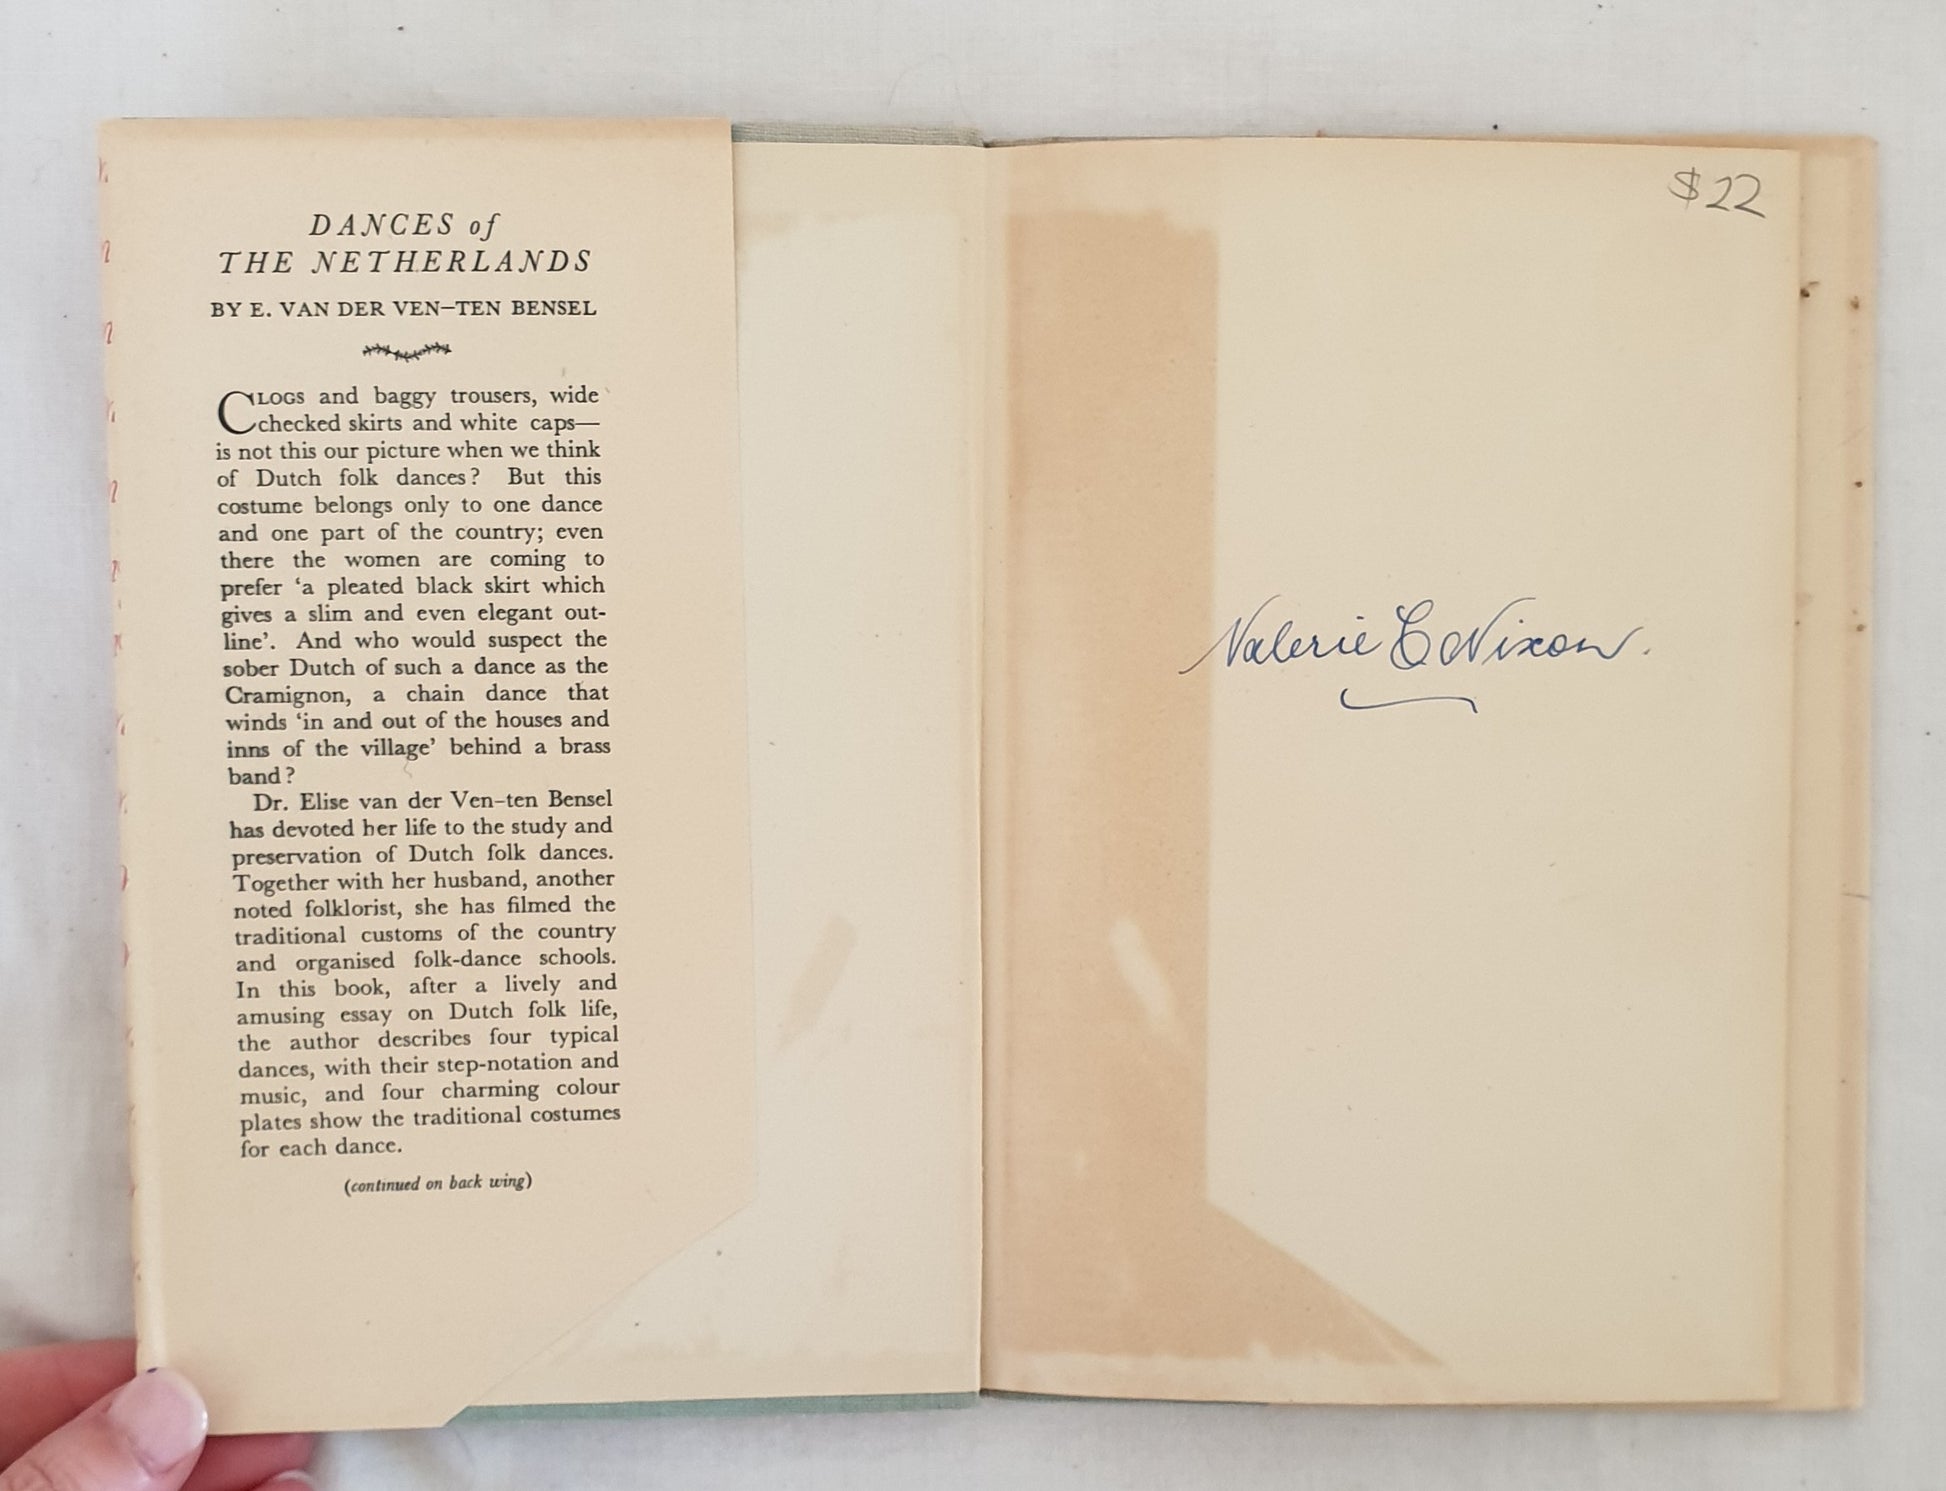 DANCES of
THE NETHERLANDS
BY E. VAN DER VEN–TEN BENSEL
CLOGS and baggy trousers, wide
checked skirts and white caps—
is not this our picture when we think
of Dutch folk dances? But this
costume belongs only to one dance
and one part of the country; even
there the women are coming to
prefer ‘a pleated black skirt which
gives a slim and even elegant out-
line’. And who would suspect the
sober Dutch of such a dance as the
Cramignon, a chain dance that
winds ‘in and out of the houses and
inns of the village’ behind a brass
band?
Dr. Elise van der Ven–ten Bensel
has devoted her life to the study and
preservation of Dutch folk dances.
Together with her husband, another
noted folklorist, she has filmed the
traditional customs of the country
and organised folk-dance schools.
In this book, after a lively and
amusing essay on Dutch folk life,
the author describes four typical
dances, with their step-notation and
music, and four charming colour
plates show the traditional costumes
for each dance.
(continued on back wing)
$22
Valerie E Nixon.